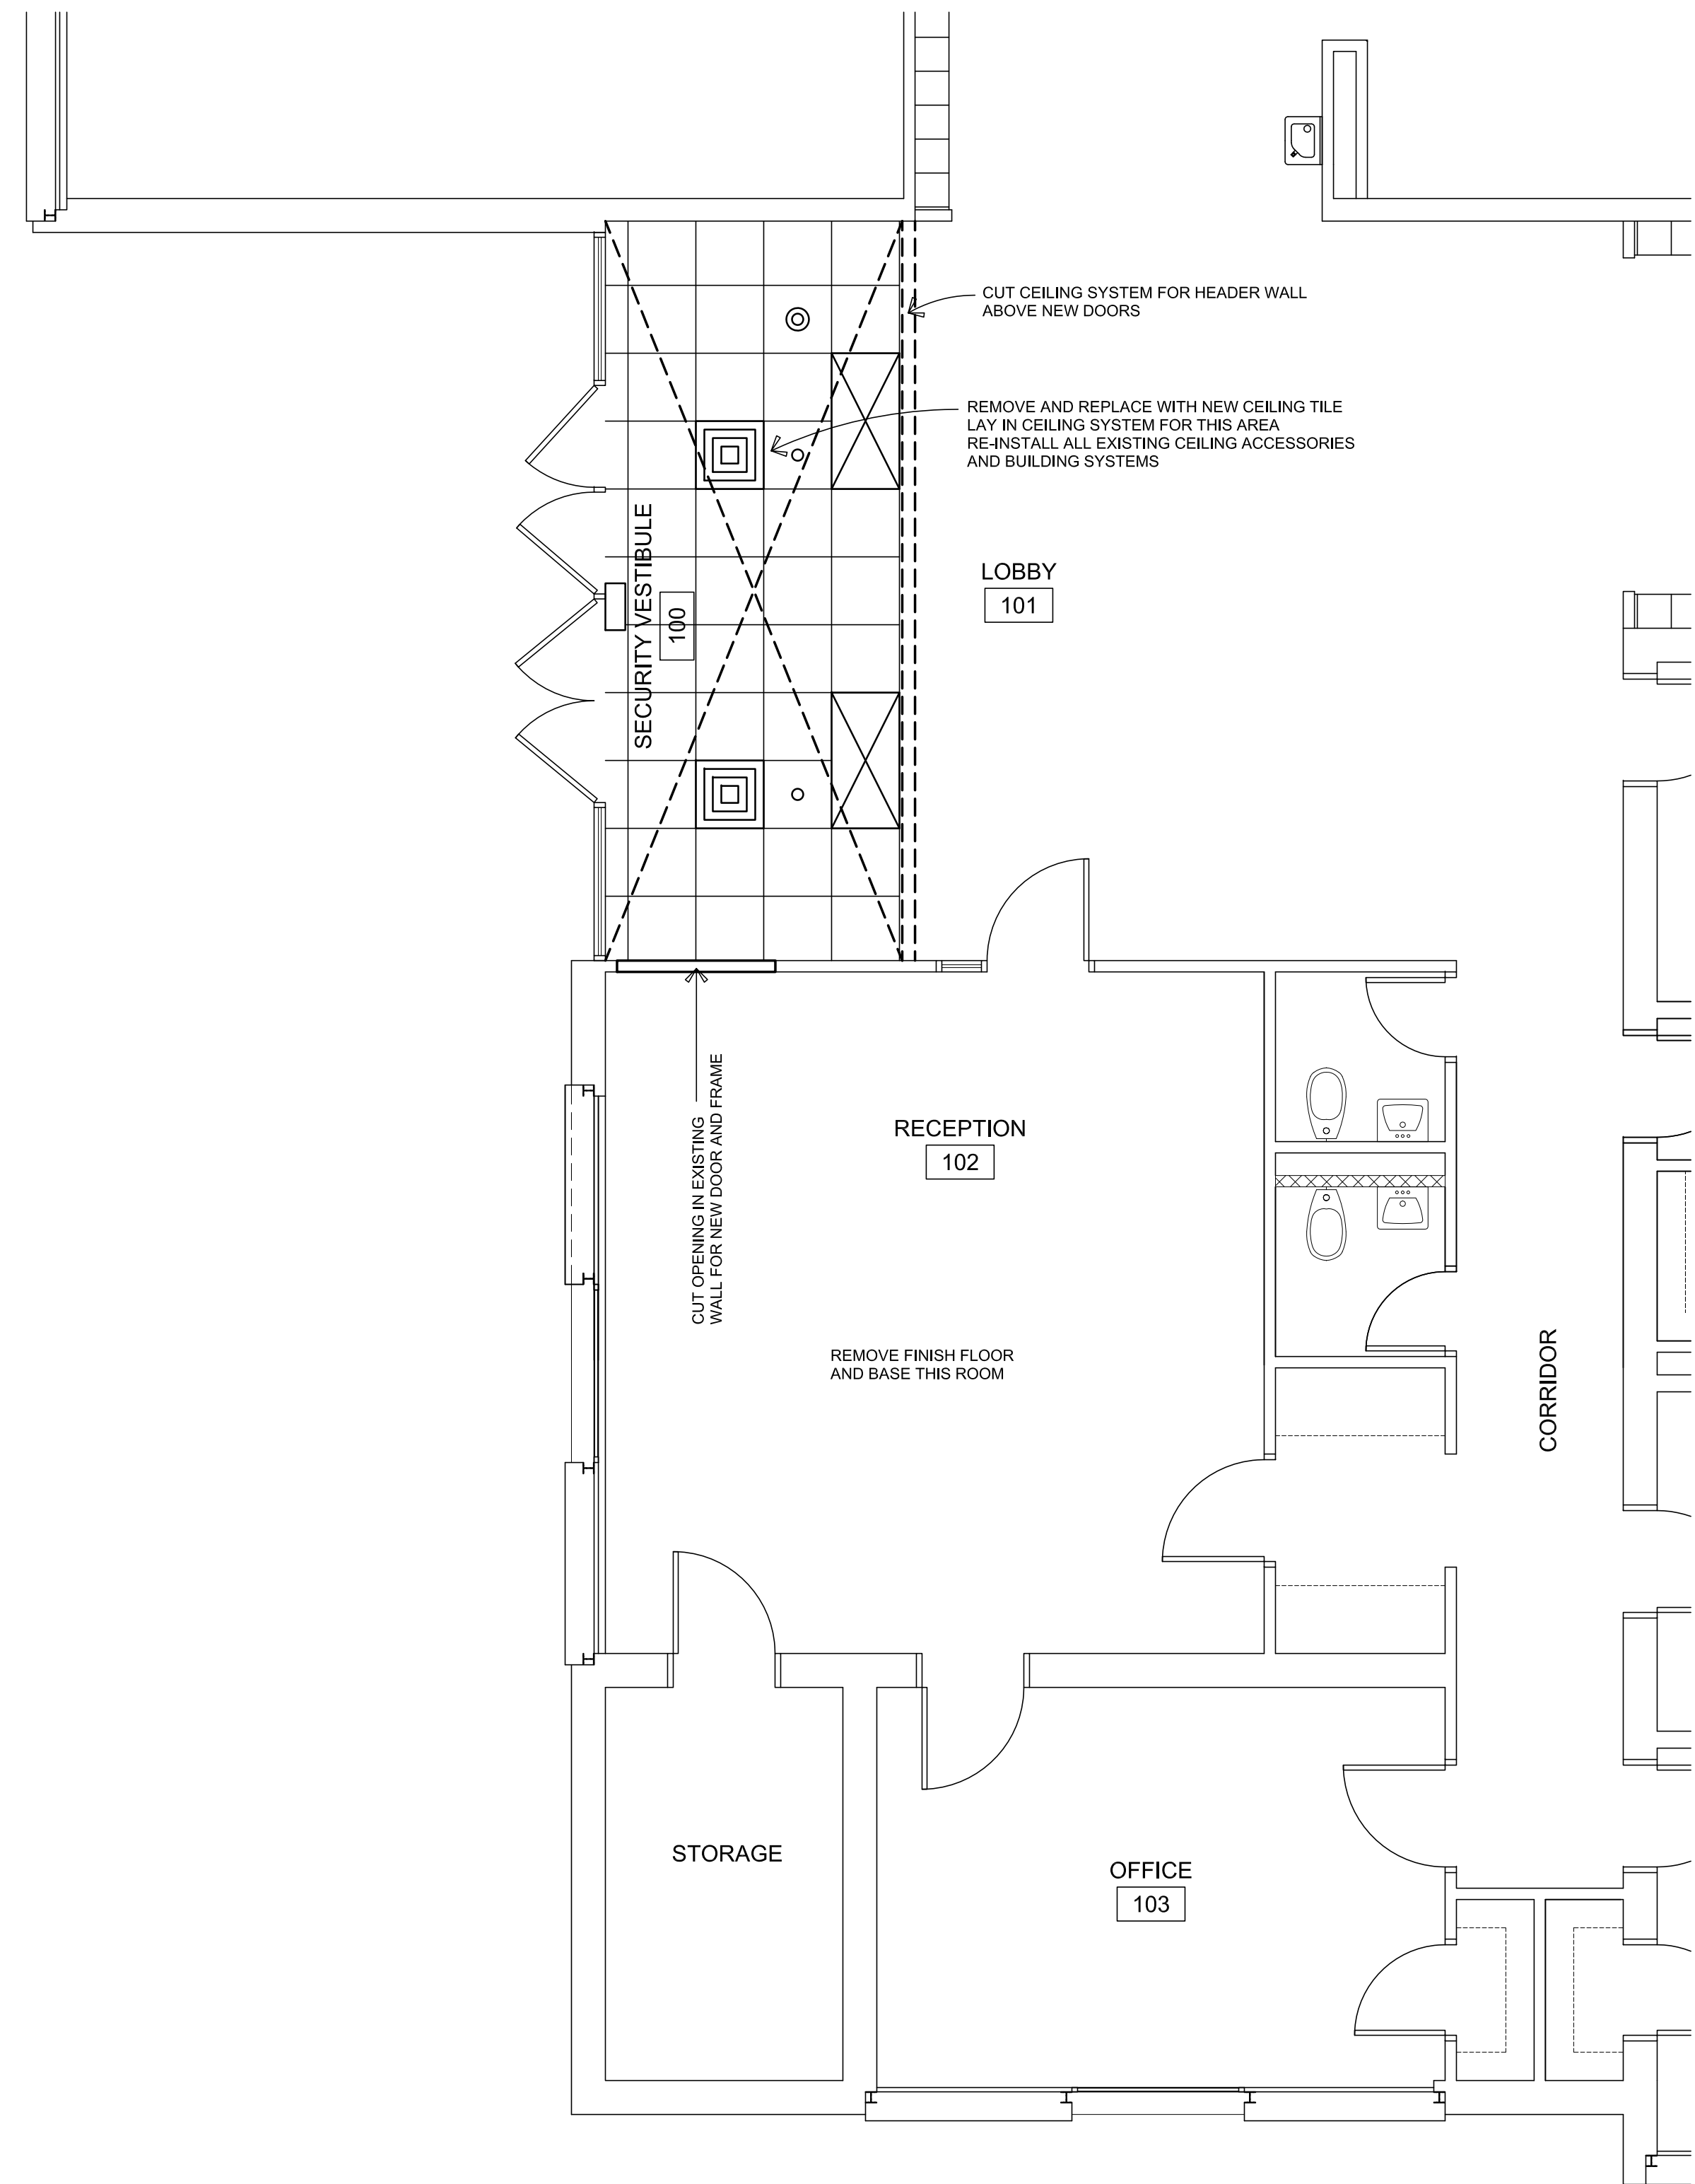 CUT CEILING SYSTEM FOR HEADER WALL
ABOVE NEW DOORS
REMOVE AND REPLACE WITH NEW CEILING TILE
LAY IN CEILING SYSTEM FOR THIS AREA
RE-INSTALL ALL EXISTING CEILING ACCESSORIES
AND BUILDING SYSTEMS
SECURITY VESTIBULE
100
LOBBY
101
RECEPTION
102
CUT OPENING IN EXISTING
WALL FOR NEW DOOR AND FRAME
REMOVE FINISH FLOOR
AND BASE THIS ROOM
CORRIDOR
STORAGE
OFFICE
103